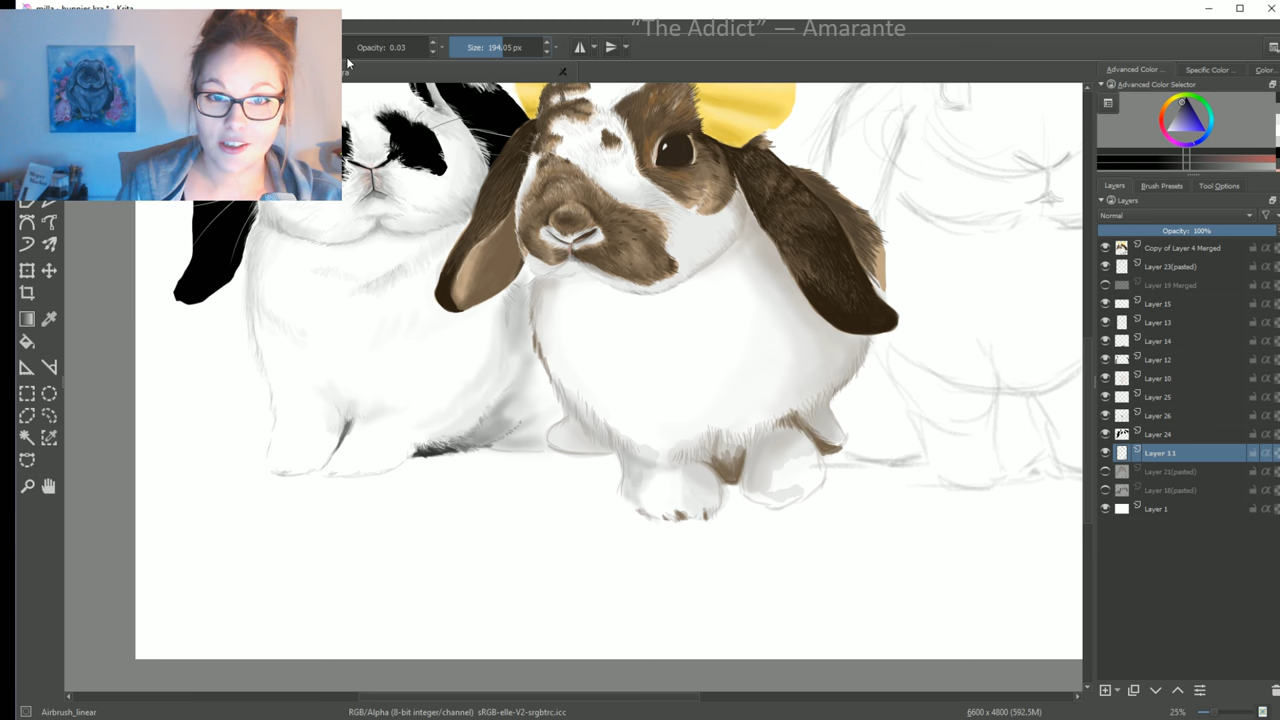 milla - bunnies.kra * - Krita
"The Addict" — Amarante
Opacity: 0.03
Size: 194.05 px
Advanced Color ...
Specific Color ...
Color...
Advanced Color Selector
Layers
Brush Presets
Tool Options
Layers
Normal
Opacity: 100%
Copy of Layer 4 Merged
Layer 23(pasted)
Layer 19 Merged
Layer 15
Layer 13
Layer 14
Layer 12
Layer 10
Layer 25
Layer 26
Layer 24
Layer 11
Layer 21(pasted)
Layer 18(pasted)
Layer 1
Airbrush_linear
RGB/Alpha (8-bit integer/channel) sRGB-elle-V2-srgbtrc.icc
6600 x 4800 (592.5M)
25%